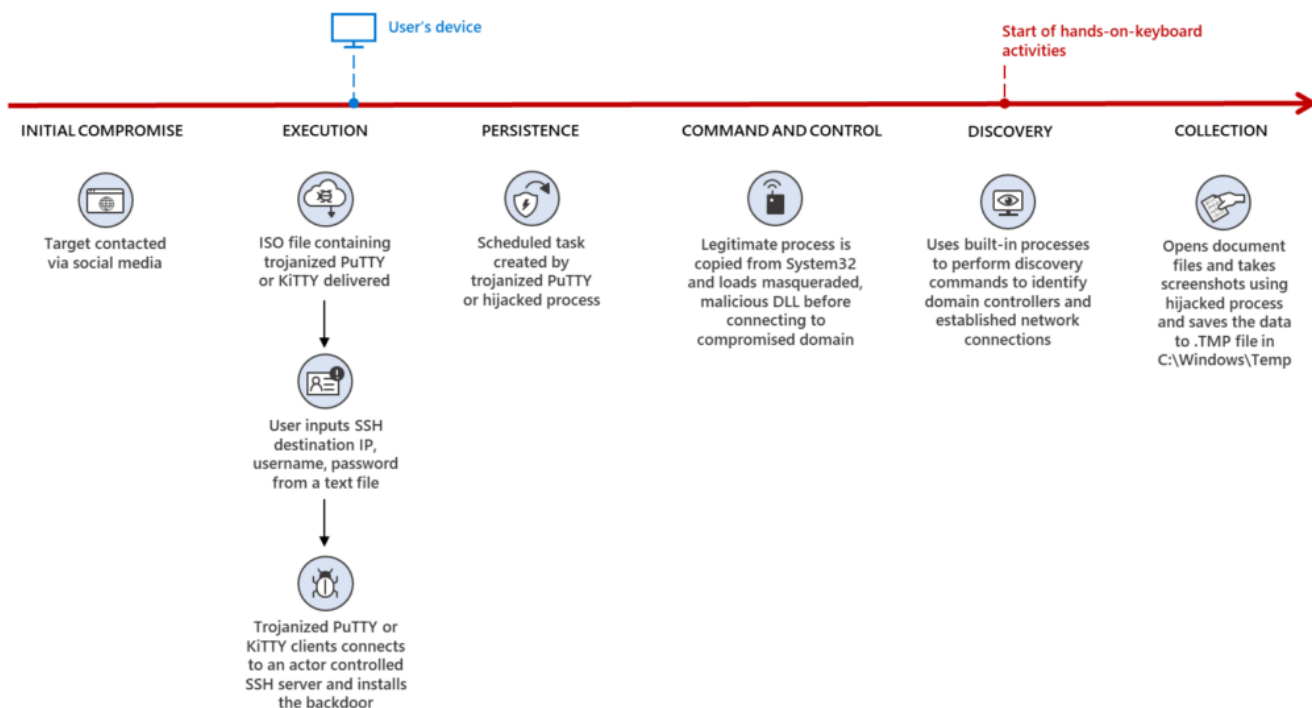 User's device
Start of hands-on-keyboard
activities
INITIAL COMPROMISE
EXECUTION
PERSISTENCE
COMMAND AND CONTROL
DISCOVERY
COLLECTION
Target contacted
via social media
ISO file containing
trojanized PuTTY
or KiTTY delivered
User inputs SSH
destination IP,
username, password
from a text file
Trojanized PuTTY or
KiTTY clients connects
to an actor controlled
SSH server and installs
the backdoor
Scheduled task
created by
trojanized PuTTY
or hijacked process
Legitimate process is
copied from System32
and loads masqueraded,
malicious DLL before
connecting to
compromised domain
Uses built-in processes
to perform discovery
commands to identify
domain controllers and
established network
connections
Opens document
files and takes
screenshots using
hijacked process
and saves the data
to .TMP file in
C:\Windows\Temp